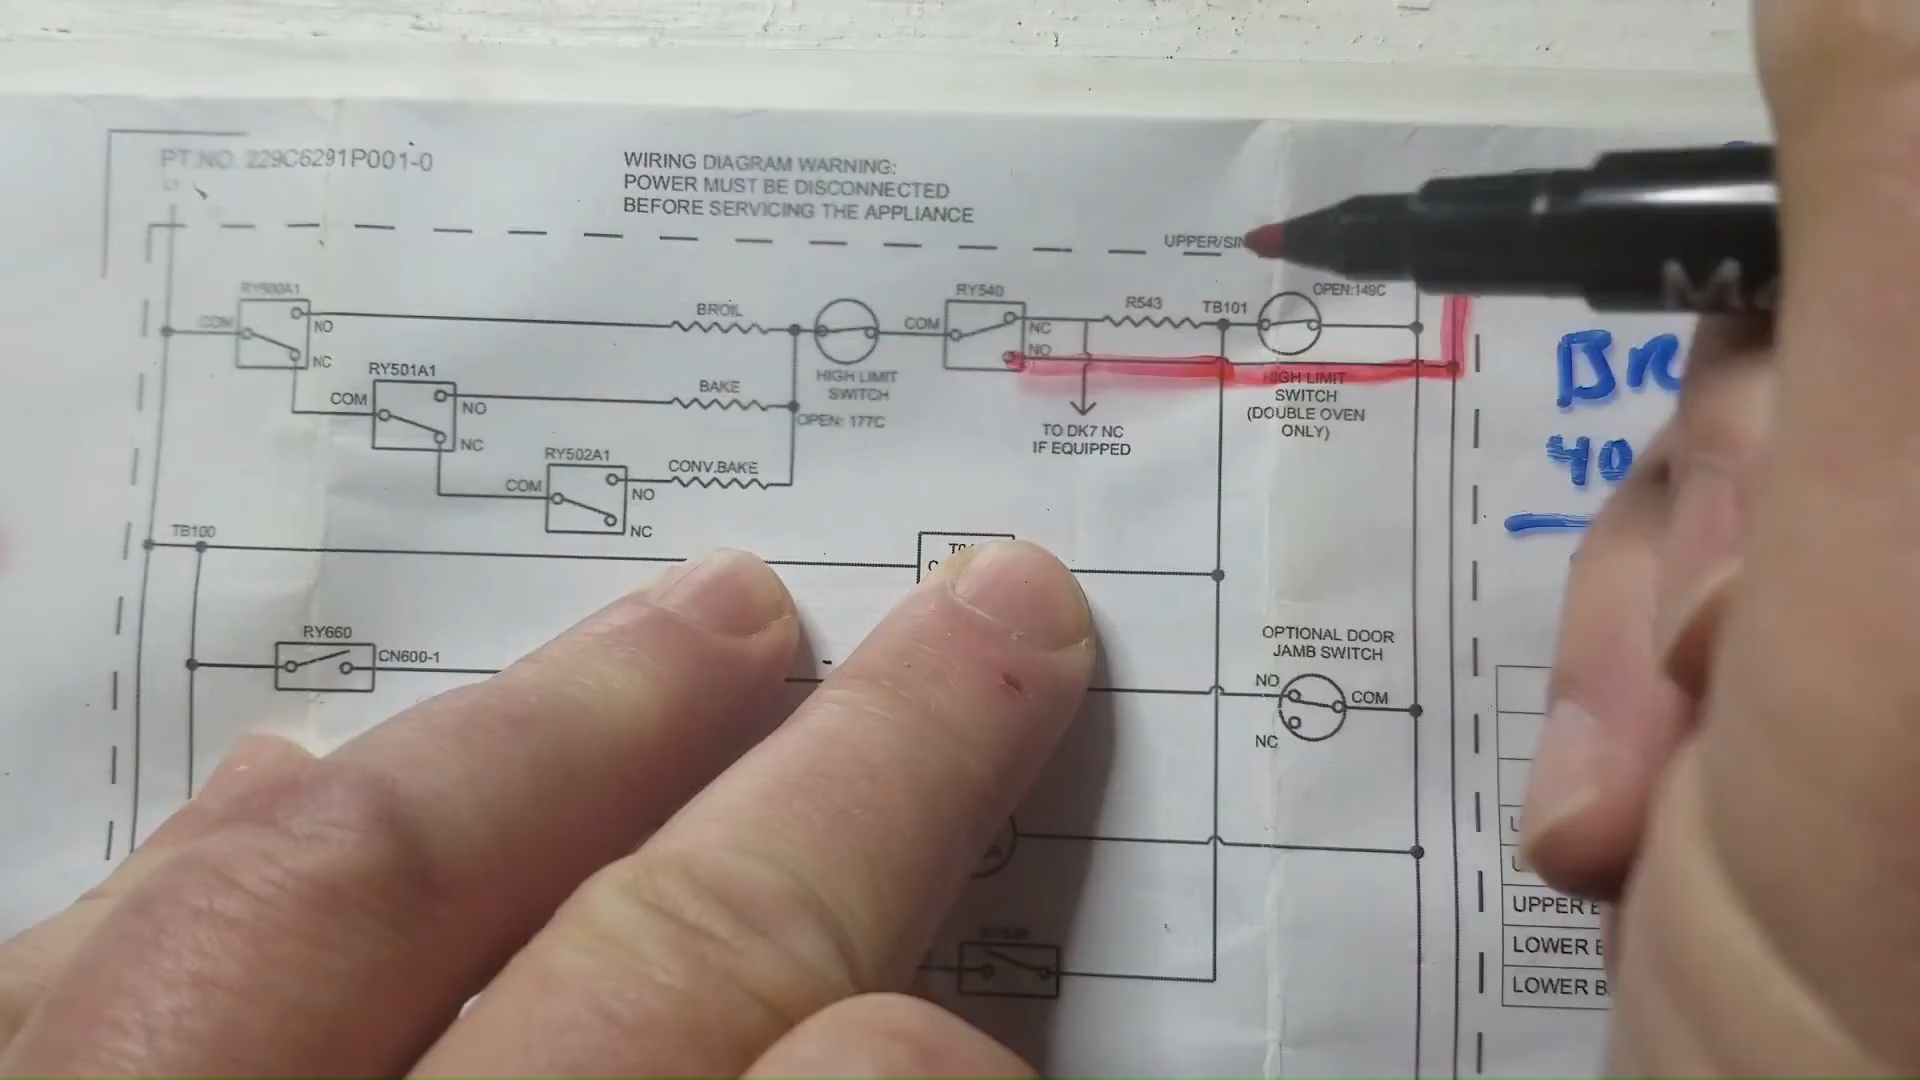 PT.NO. 229C6291P001-0
L1
WIRING DIAGRAM WARNING:
POWER MUST BE DISCONNECTED
BEFORE SERVICING THE APPLIANCE
UPPER/SIN
RY500A1
COM
NO
NC
BROIL
HIGH LIMIT
SWITCH
OPEN: 177C
COM
RY540
NC
NO
R543
TB101
OPEN:149C
HIGH LIMIT
SWITCH
(DOUBLE OVEN
ONLY)
TO DK7 NC
IF EQUIPPED
RY501A1
COM
NO
NC
BAKE
RY502A1
COM
NO
NC
CONV.BAKE
TB100
RY660
CN600-1
OPTIONAL DOOR
JAMB SWITCH
NO
COM
NC
BR
40
UPPER B
LOWER B
LOWER B